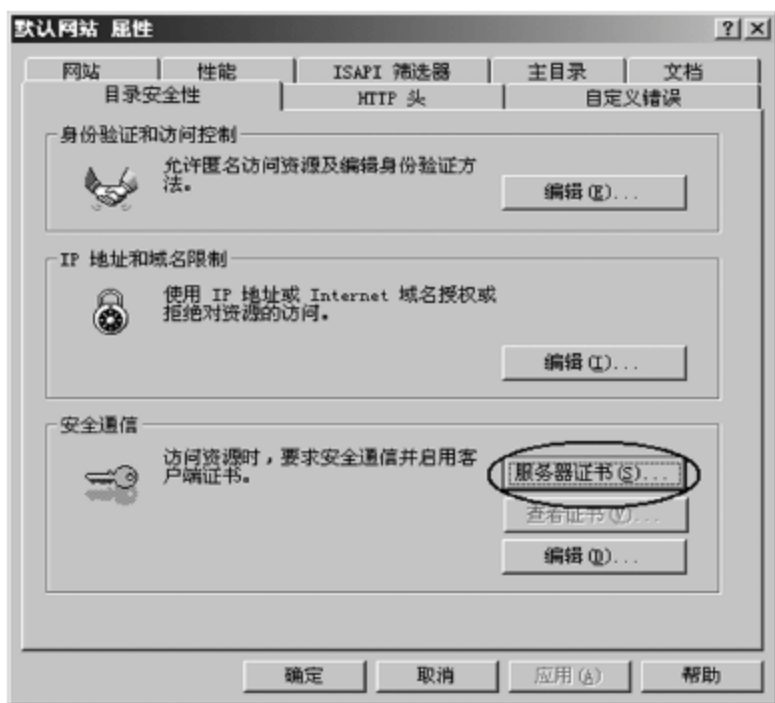 默认网站 属性
网站
性能
ISAPI 筛选器
主目录
文档
目录安全性
HTTP 头
自定义错误
身份验证和访问控制
允许匿名访问资源及编辑身份验证方
法。
编辑(E)...
IP 地址和域名限制
使用 IP 地址或 Internet 域名授权或
拒绝对资源的访问。
编辑(I)...
安全通信
访问资源时，要求安全通信并启用客
户端证书。
服务器证书(S)...
查看证书(V)...
编辑(D)...
确定
取消
应用(A)
帮助